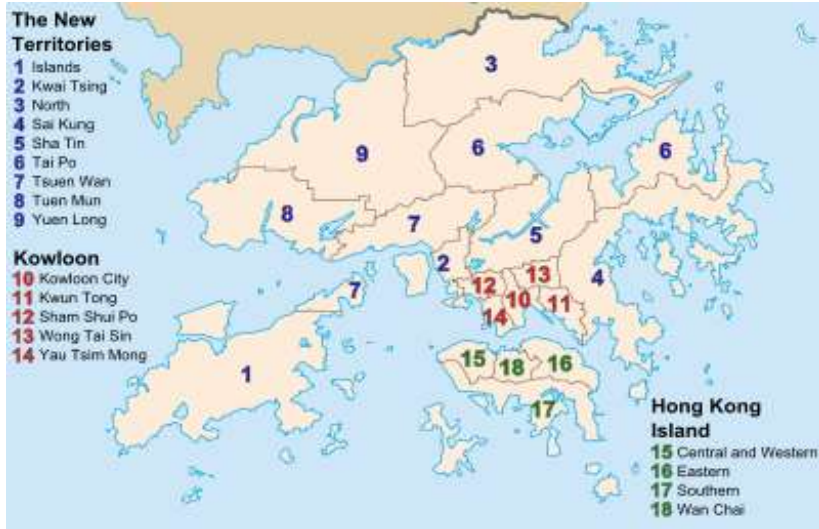 The New
Territories
1 Islands
2 Kwai Tsing
3 North
4 Sai Kung
5 Sha Tin
6 Tai Po
7 Tsuen Wan
8 Tuen Mun
9 Yuen Long
Kowloon
10 Kowloon City
11 Kwun Tong
12 Sham Shui Po
13 Wong Tai Sin
14 Yau Tsim Mong
3
9
6
6
8
7
5
2
13
4
12
10
11
7
14
1
15
18
16
17
Hong Kong
Island
15 Central and Western
16 Eastern
17 Southern
18 Wan Chai